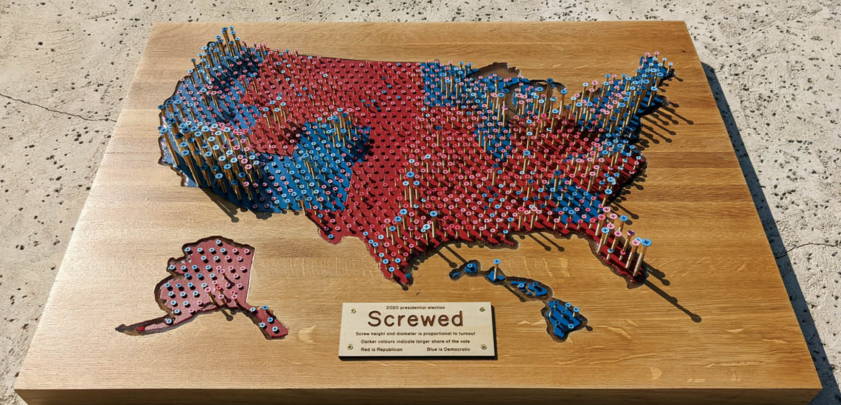 2020 presidential election
Screwed
Screw height and diameter is proportional to turnout
Darker colours indicate larger share of the vote
Red is Republican Blue is Democratic